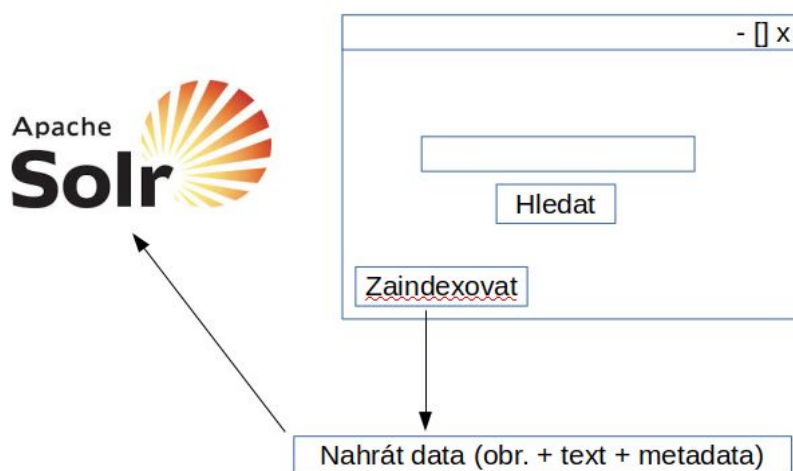 - [] x
Apache
Solr
Hledat
Zaindexovat
Nahrát data (obr. + text + metadata)